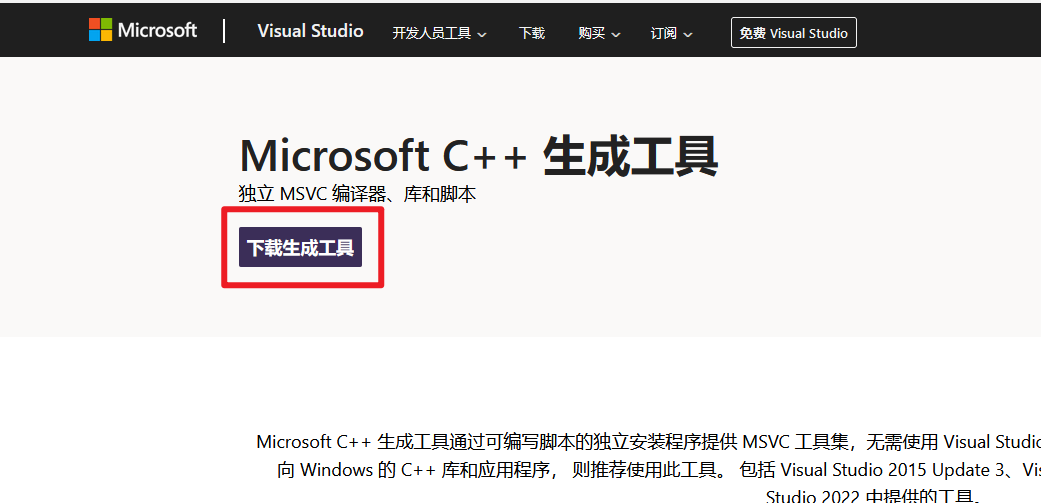 Microsoft Visual Studio 开发人员工具 下载 购买 订阅 免费 Visual Studio
Microsoft C++ 生成工具
独立 MSVC 编译器、库和脚本
下载生成工具
Microsoft C++ 生成工具通过可编写脚本的独立安装程序提供 MSVC 工具集，无需使用 Visual Studio
向 Windows 的 C++ 库和应用程序， 则推荐使用此工具。 包括 Visual Studio 2015 Update 3、
Studio 2022 中提供的工具。